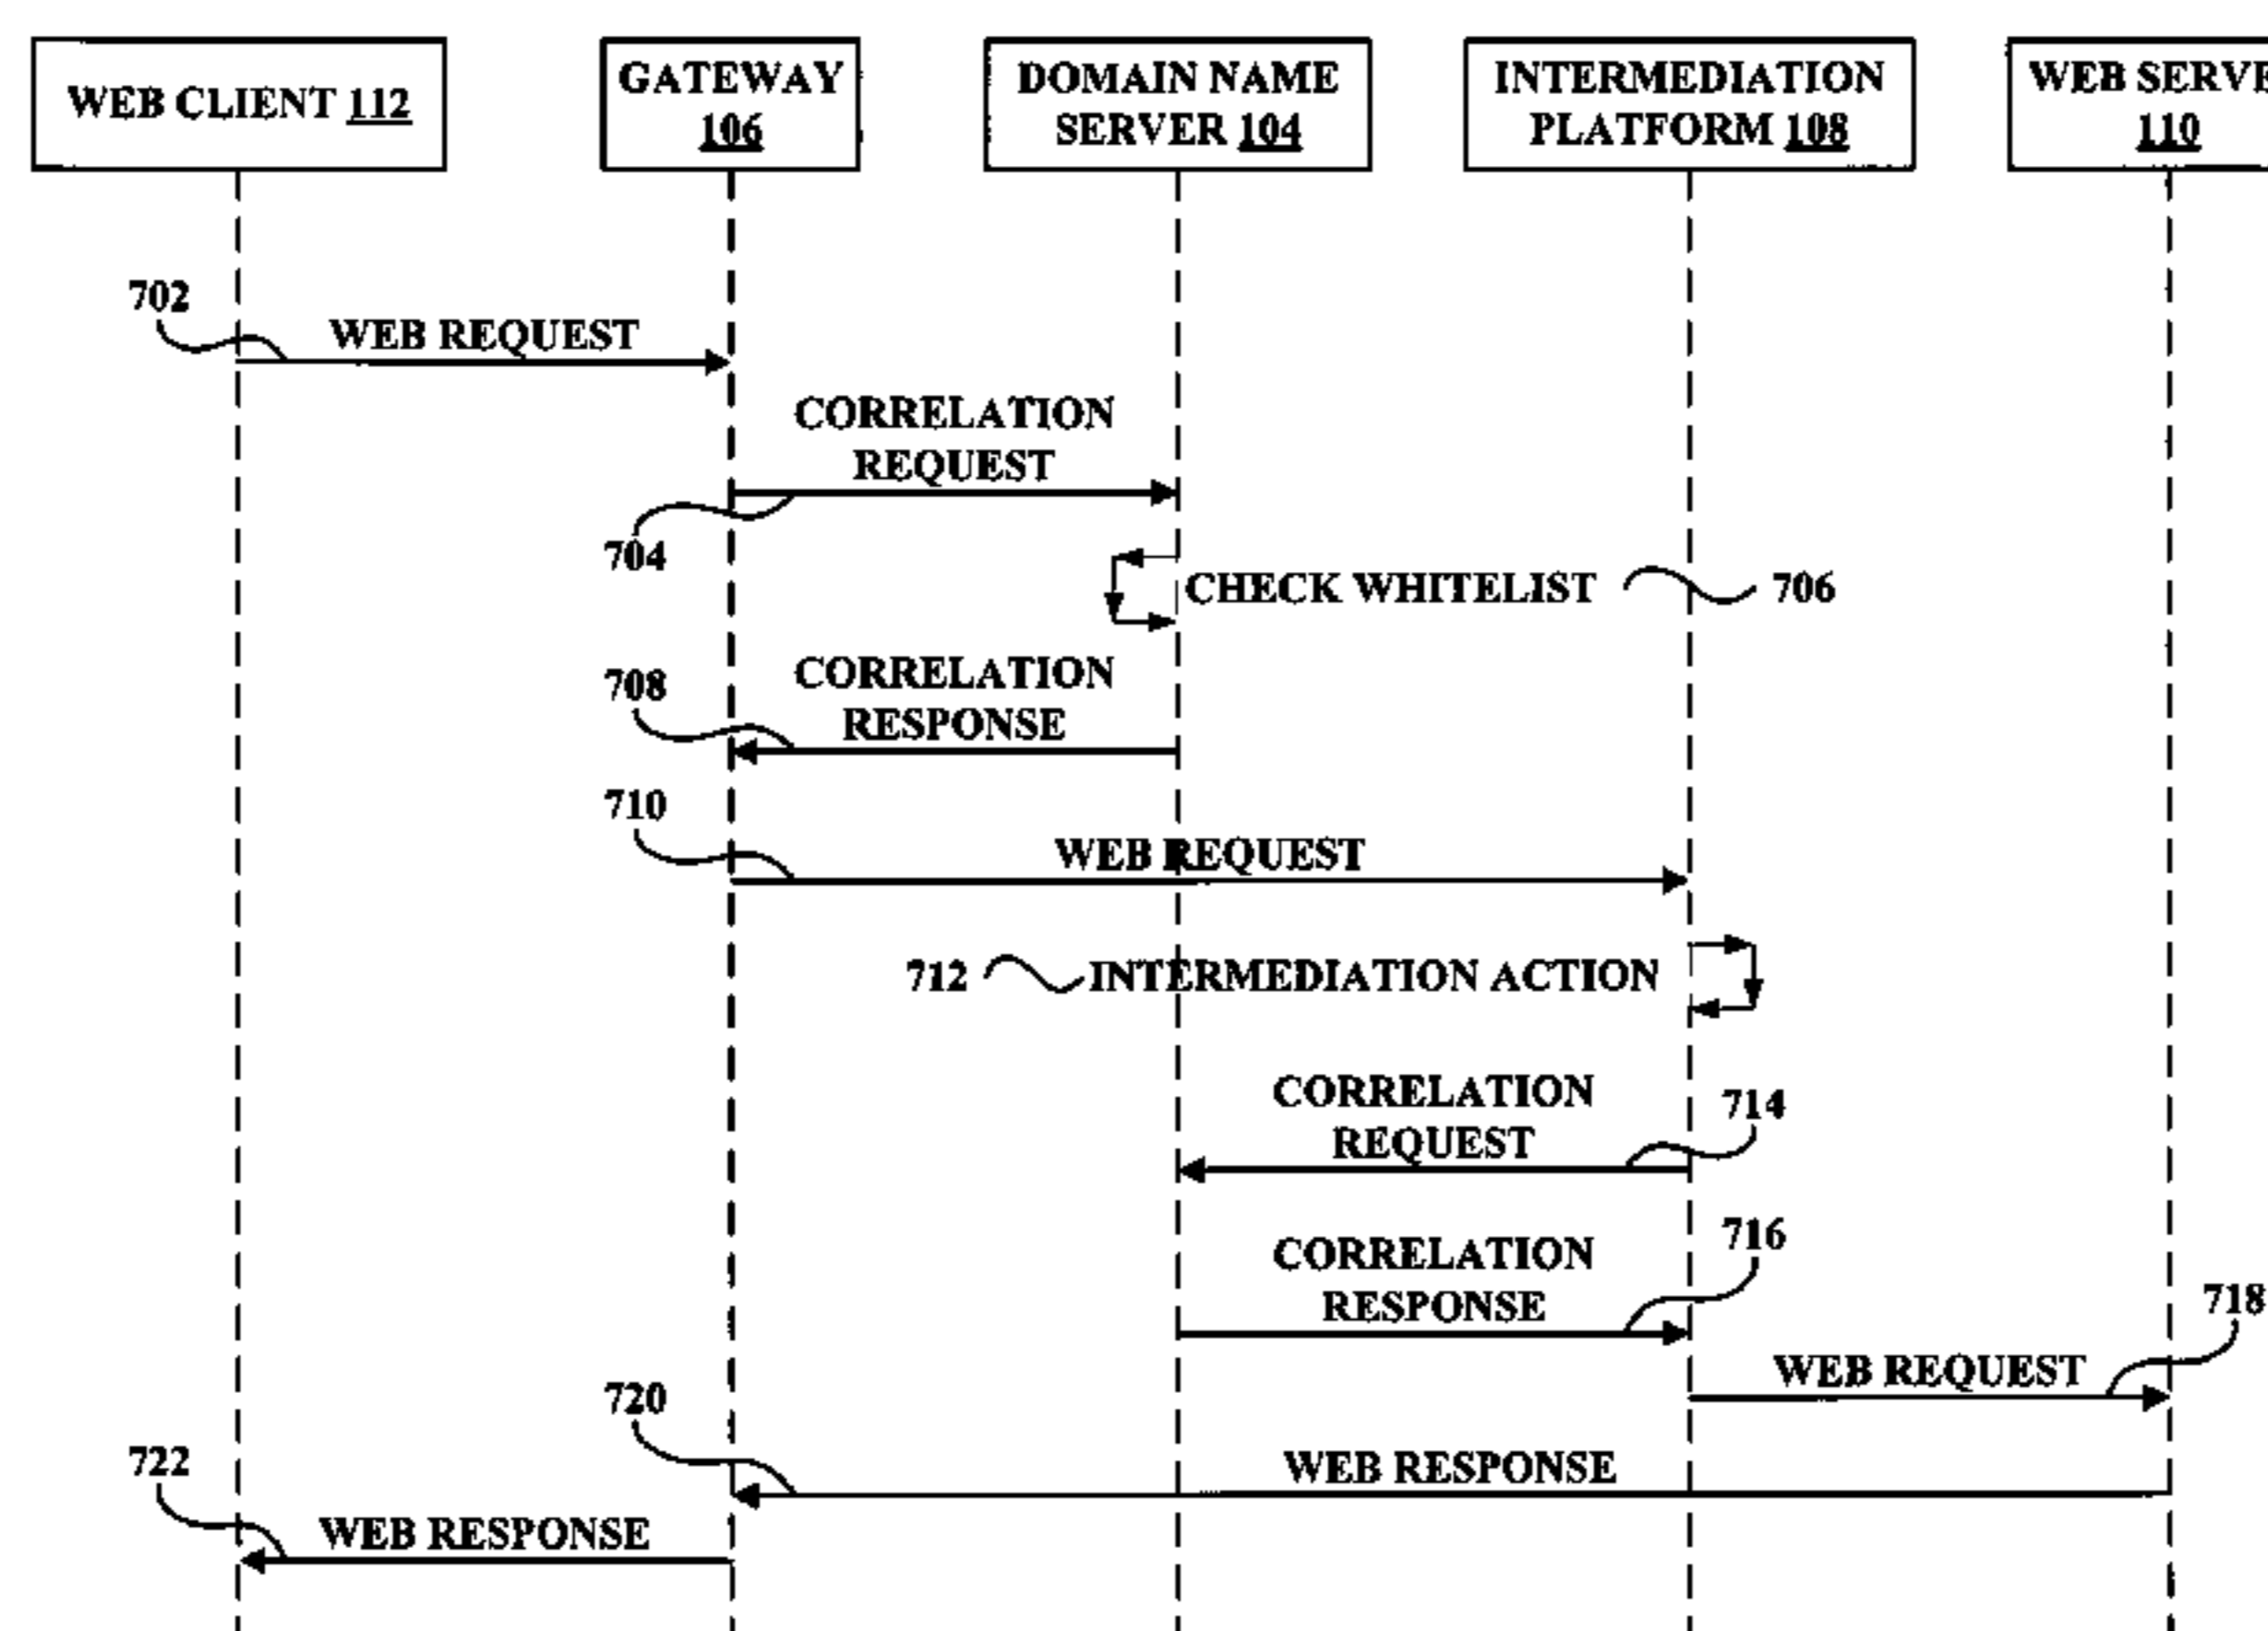 WEB CLIENT 112
GATEWAY
106
DOMAIN NAME
SERVER 104
INTERMEDIATION
PLATFORM 108
WEB SERVE
110
702
WEB REQUEST
CORRELATION
REQUEST
704
CHECK WHITELIST
706
708
CORRELATION
RESPONSE
710
WEB REQUEST
712
INTERMEDIATION ACTION
CORRELATION
REQUEST
714
716
CORRELATION
RESPONSE
718
WEB REQUEST
720
WEB RESPONSE
722
WEB RESPONSE